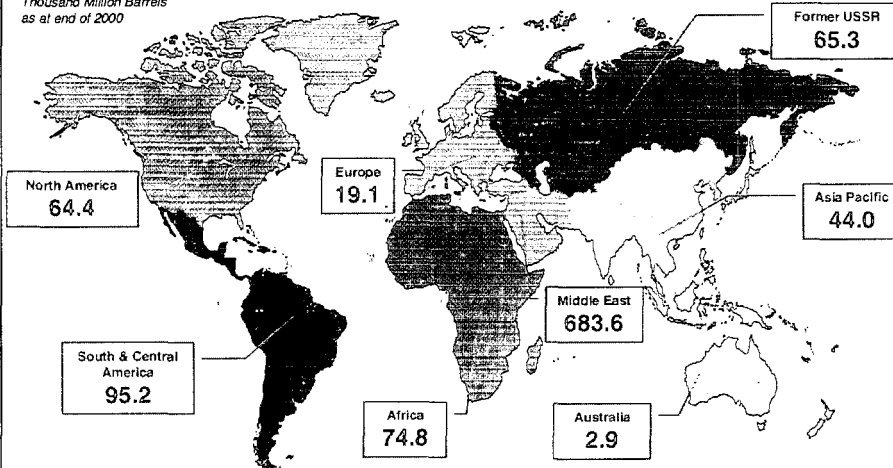 Thousand Million Barrels
as at end of 2000
Former USSR
65.3
North America
64.4
Europe
19.1
Asia Pacific
44.0
Middle East
683.6
South & Central
America
95.2
Africa
74.8
Australia
2.9